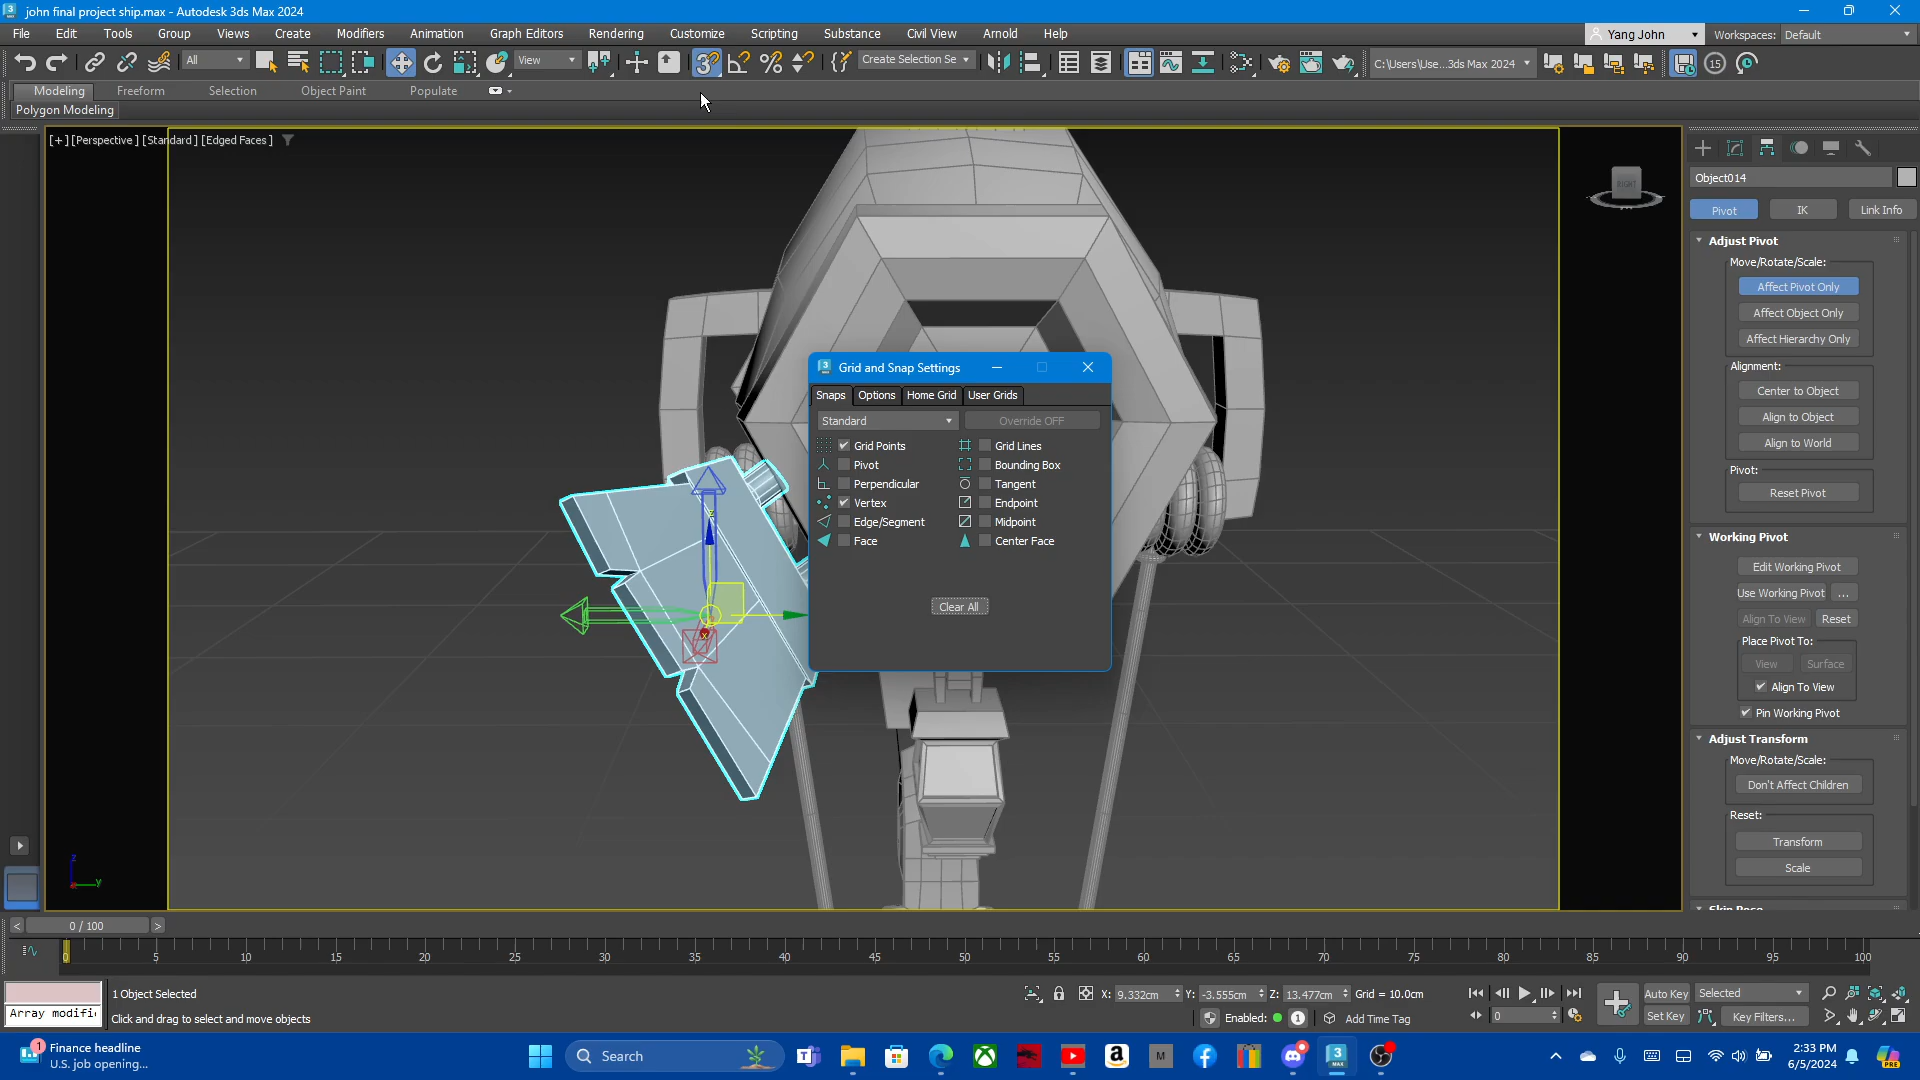 john final project ship.max - Autodesk 3ds Max 2024
File Edit Tools Group Views Create Modifiers Animation Graph Editors Rendering Customize Scripting Substance Civil View Arnold Help
Yang John Workspaces: Default
All View Create Selection Se C:\Users\Use...3ds Max 2024 15
Modeling Freeform Selection Object Paint Populate
Polygon Modeling
[+] [Perspective] [Standard] [Edged Faces]
RIGHT
Object014
Pivot IK Link Info
Adjust Pivot
Move/Rotate/Scale:
Affect Pivot Only
Affect Object Only
Affect Hierarchy Only
Alignment:
Center to Object
Align to Object
Align to World
Pivot:
Reset Pivot
Working Pivot
Edit Working Pivot
Use Working Pivot ...
Align To View Reset
Place Pivot To:
View Surface
Align To View
Pin Working Pivot
Adjust Transform
Move/Rotate/Scale:
Don't Affect Children
Reset:
Transform
Scale
Skin Pose
Grid and Snap Settings
Snaps Options Home Grid User Grids
Standard Override OFF
Grid Points Grid Lines
Pivot Bounding Box
Perpendicular Tangent
Vertex Endpoint
Edge/Segment Midpoint
Face Center Face
Clear All
z
x
z
y
< 0 / 100 >
0 5 10 15 20 25 30 35 40 45 50 55 60 65 70 75 80 85 90 95 100
1 Object Selected
X: 9.332cm Y: -3.555cm Z: 13.477cm Grid = 10.0cm
Auto Key Selected
Array modifi
Click and drag to select and move objects
Enabled: 1 Add Time Tag
0
Set Key Key Filters...
1 Finance headline
U.S. job opening...
Search
2:33 PM
6/5/2024